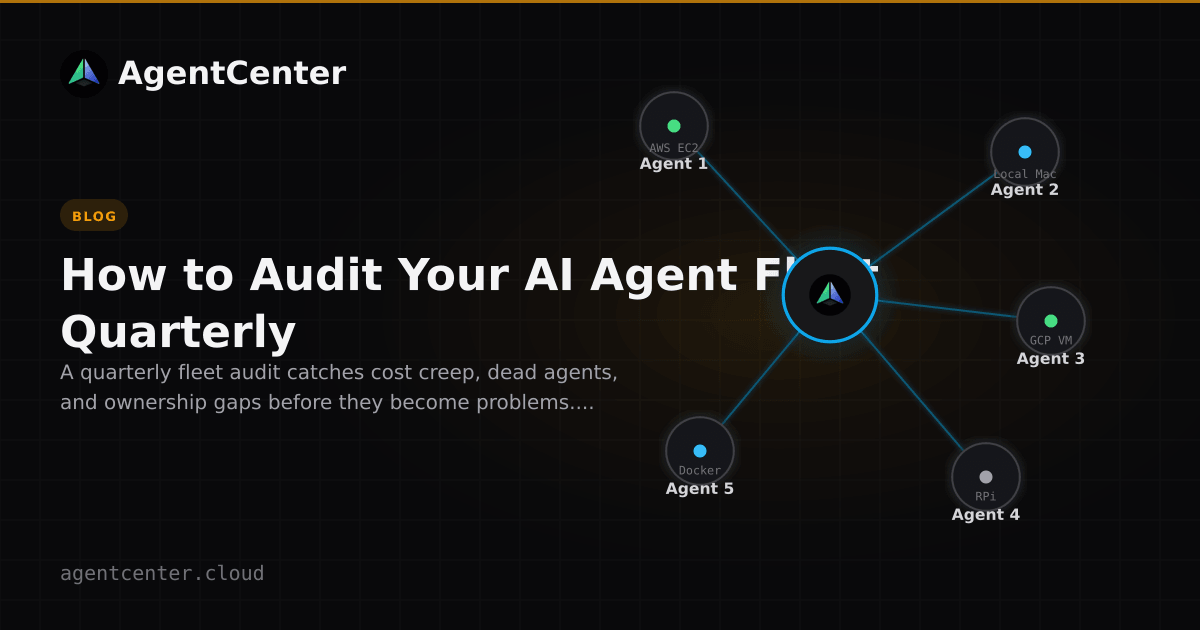 AgentCenter
BLOG
How to Audit Your AI Agent
Quarterly
A quarterly fleet audit catches cost creep, dead agents,
and ownership gaps before they become problems....
agentcenter.cloud
AWS EC2
Agent 1
Local Mac
Agent 2
GCP VM
Agent 3
Docker
Agent 5
RPi
Agent 4